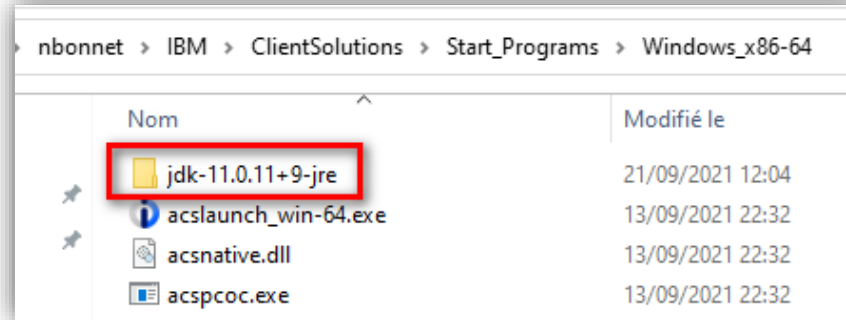 nbonnet > IBM > ClientSolutions > Start_Programs > Windows_x86-64
Nom Modifié le
jdk-11.0.11+9-jre 21/09/2021 12:04
acslaunch_win-64.exe 13/09/2021 22:32
acsnative.dll 13/09/2021 22:32
acspcoc.exe 13/09/2021 22:32